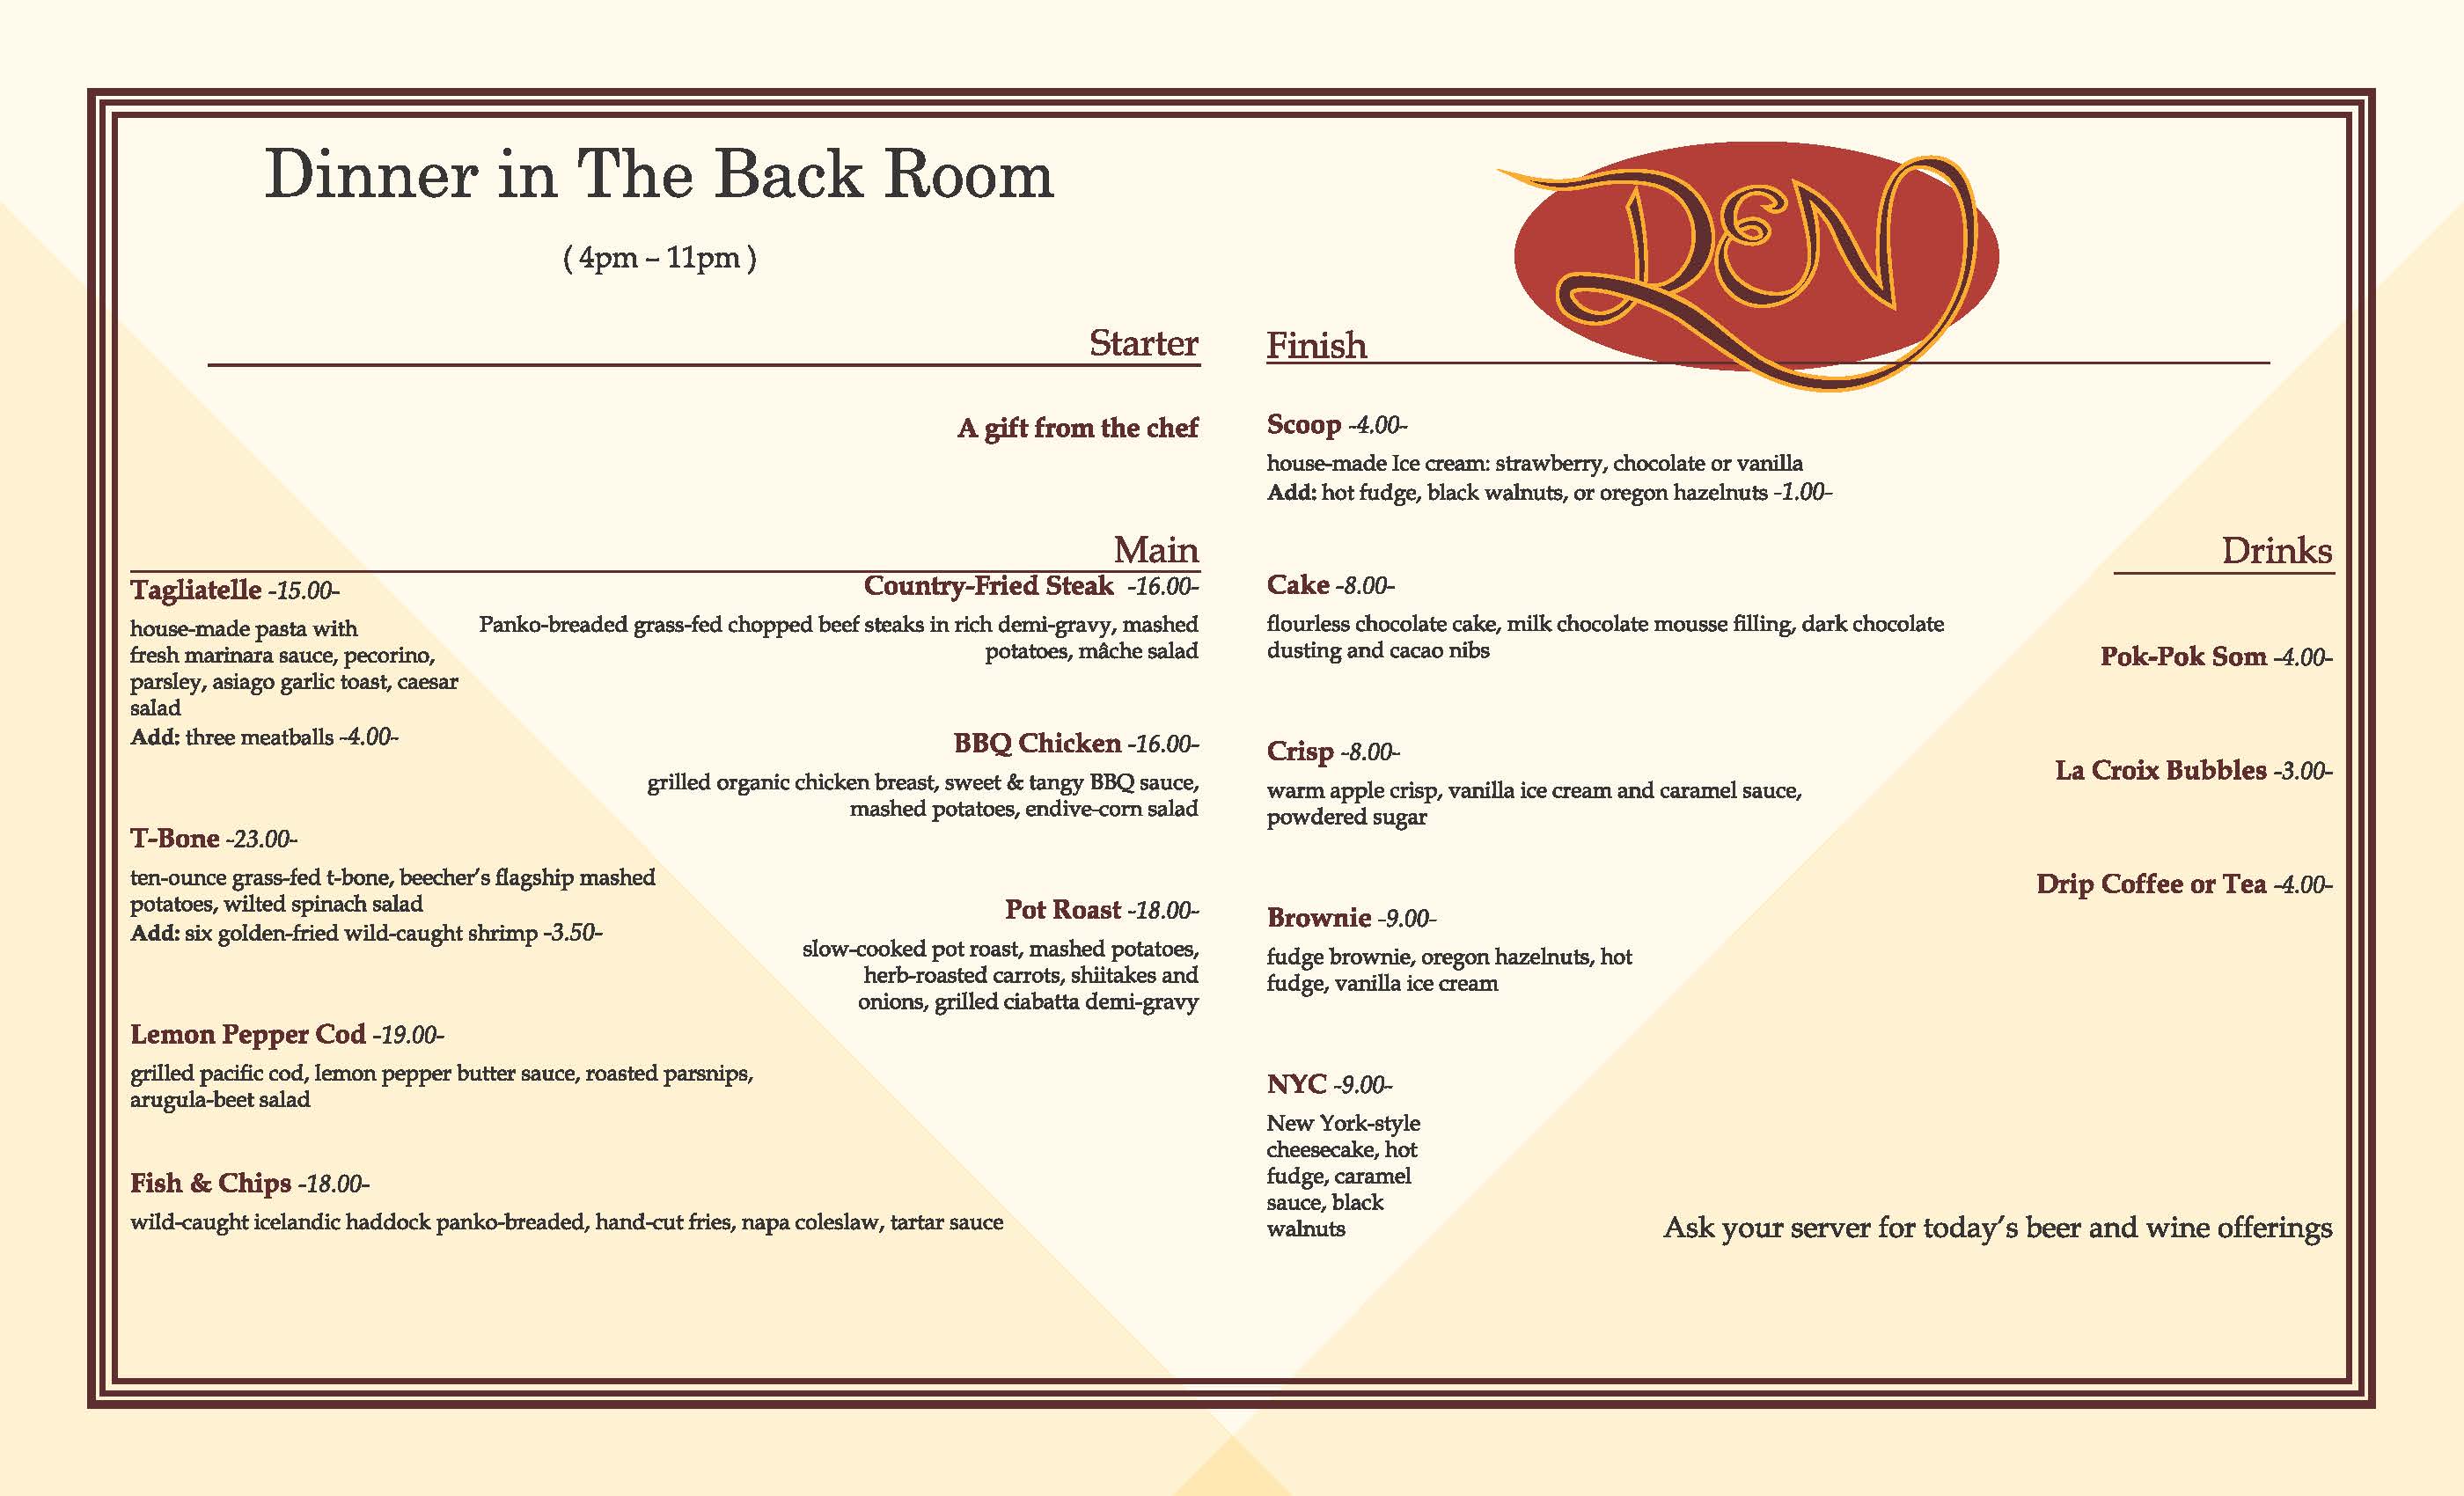 Dinner in The Back Room
( 4pm – 11pm )
DEN
Starter
A gift from the chef
Main
Tagliatelle -15.00-
house-made pasta with
fresh marinara sauce, pecorino,
parsley, asiago garlic toast, caesar
salad
Add: three meatballs -4.00-
T-Bone -23.00-
ten-ounce grass-fed t-bone, beecher’s flagship mashed
potatoes, wilted spinach salad
Add: six golden-fried wild-caught shrimp -3.50-
Lemon Pepper Cod -19.00-
grilled pacific cod, lemon pepper butter sauce, roasted parsnips,
arugula-beet salad
Fish & Chips -18.00-
wild-caught icelandic haddock panko-breaded, hand-cut fries, napa coleslaw, tartar sauce
Country-Fried Steak -16.00-
Panko-breaded grass-fed chopped beef steaks in rich demi-gravy, mashed
potatoes, mâche salad
BBQ Chicken -16.00-
grilled organic chicken breast, sweet & tangy BBQ sauce,
mashed potatoes, endive-corn salad
Pot Roast -18.00-
slow-cooked pot roast, mashed potatoes,
herb-roasted carrots, shiitakes and
onions, grilled ciabatta demi-gravy
Finish
Scoop -4.00-
house-made Ice cream: strawberry, chocolate or vanilla
Add: hot fudge, black walnuts, or oregon hazelnuts -1.00-
Cake -8.00-
flourless chocolate cake, milk chocolate mousse filling, dark chocolate
dusting and cacao nibs
Crisp -8.00-
warm apple crisp, vanilla ice cream and caramel sauce,
powdered sugar
Brownie -9.00-
fudge brownie, oregon hazelnuts, hot
fudge, vanilla ice cream
NYC -9.00-
New York-style
cheesecake, hot
fudge, caramel
sauce, black
walnuts
Drinks
Pok-Pok Som -4.00-
La Croix Bubbles -3.00-
Drip Coffee or Tea -4.00-
Ask your server for today’s beer and wine offerings